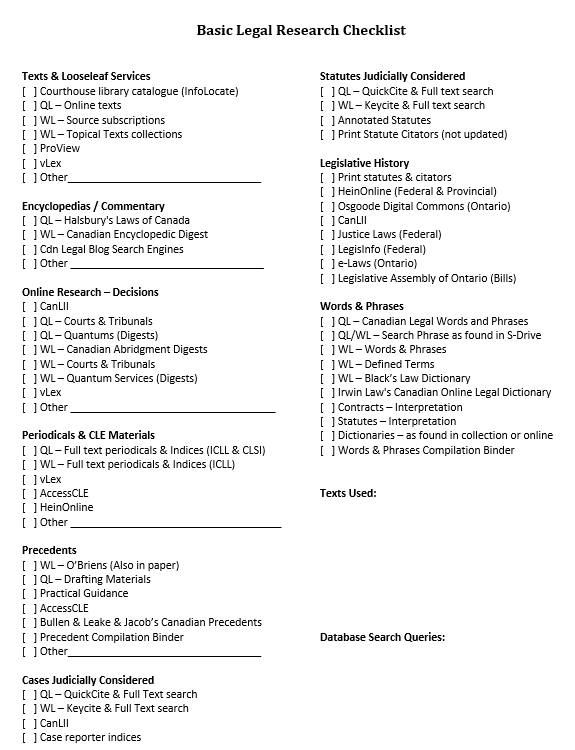 Basic Legal Research Checklist
Texts & Looseleaf Services
[ ] Courthouse library catalogue (InfoLocate)
[ ] QL – Online texts
[ ] WL – Source subscriptions
[ ] WL – Topical Texts collections
[ ] ProView
[ ] vLex
[ ] Other___________________________________
Encyclopedias / Commentary
[ ] QL – Halsbury's Laws of Canada
[ ] WL – Canadian Encyclopedic Digest
[ ] Cdn Legal Blog Search Engines
[ ] Other ___________________________________
Online Research – Decisions
[ ] CanLII
[ ] QL – Courts & Tribunals
[ ] QL – Quantums (Digests)
[ ] WL – Canadian Abridgment Digests
[ ] WL – Courts & Tribunals
[ ] WL – Quantum Services (Digests)
[ ] vLex
[ ] Other _____________________________________
Periodicals & CLE Materials
[ ] QL – Full text periodicals & Indices (ICLL & CLSI)
[ ] WL – Full text periodicals & Indices (ICLL)
[ ] vLex
[ ] AccessCLE
[ ] HeinOnline
[ ] Other ______________________________________
Precedents
[ ] WL – O'Briens (Also in paper)
[ ] QL – Drafting Materials
[ ] Practical Guidance
[ ] AccessCLE
[ ] Bullen & Leake & Jacob's Canadian Precedents
[ ] Precedent Compilation Binder
[ ] Other___________________________________
Cases Judicially Considered
[ ] QL – QuickCite & Full Text search
[ ] WL – Keycite & Full Text search
[ ] CanLII
[ ] Case reporter indices
Statutes Judicially Considered
[ ] QL – QuickCite & Full text search
[ ] WL – Keycite & Full text search
[ ] Annotated Statutes
[ ] Print Statute Citators (not updated)
Legislative History
[ ] Print statutes & citators
[ ] HeinOnline (Federal & Provincial)
[ ] Osgoode Digital Commons (Ontario)
[ ] CanLII
[ ] Justice Laws (Federal)
[ ] LegisInfo (Federal)
[ ] e-Laws (Ontario)
[ ] Legislative Assembly of Ontario (Bills)
Words & Phrases
[ ] QL – Canadian Legal Words and Phrases
[ ] QL/WL – Search Phrase as found in S-Drive
[ ] WL – Words & Phrases
[ ] WL – Defined Terms
[ ] WL – Black's Law Dictionary
[ ] Irwin Law's Canadian Online Legal Dictionary
[ ] Contracts – Interpretation
[ ] Statutes – Interpretation
[ ] Dictionaries – as found in collection or online
[ ] Words & Phrases Compilation Binder
Texts Used:
Database Search Queries: